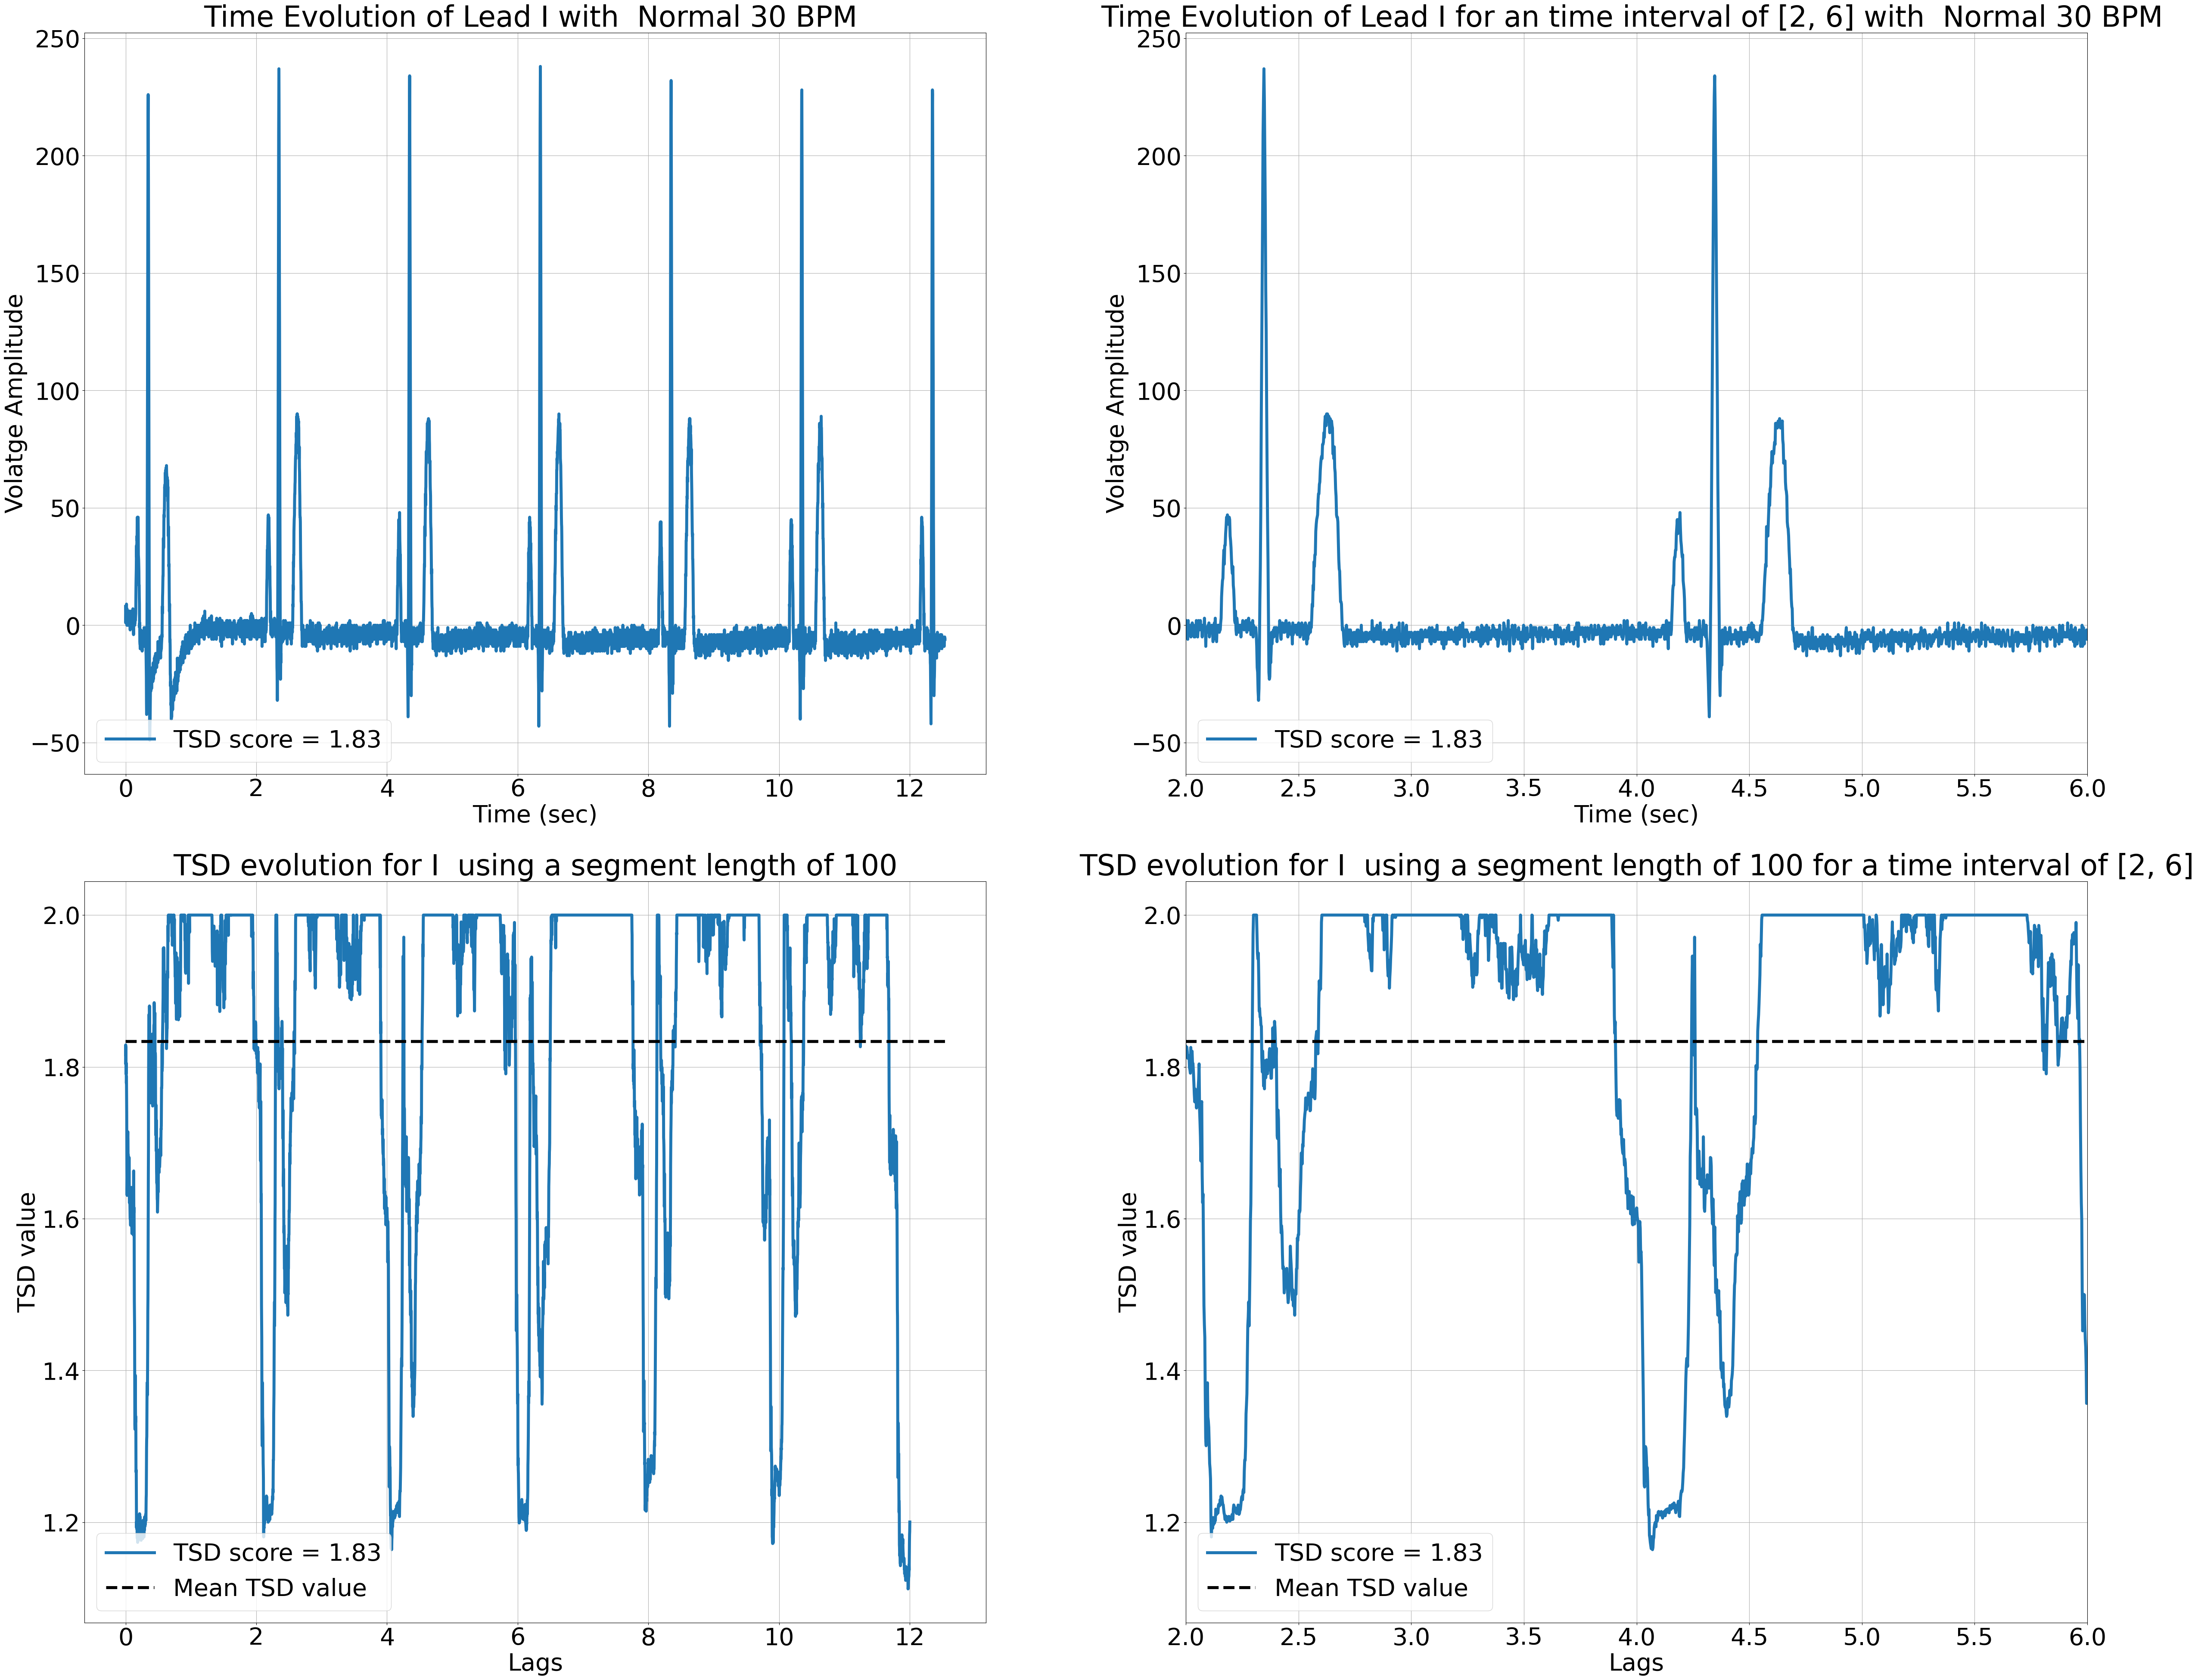 Time Evolution of Lead I with  Normal 30 BPM
250
200
150
100
50
0
−50
Volatge Amplitude
TSD score = 1.83
0 2 4 6 8 10 12
Time (sec)
Time Evolution of Lead I for an time interval of [2, 6] with  Normal 30 BPM
250
200
150
100
50
0
−50
Volatge Amplitude
TSD score = 1.83
2.0 2.5 3.0 3.5 4.0 4.5 5.0 5.5 6.0
Time (sec)
TSD evolution for I  using a segment length of 100
2.0
1.8
1.6
1.4
1.2
TSD value
TSD score = 1.83
Mean TSD value
0 2 4 6 8 10 12
Lags
TSD evolution for I  using a segment length of 100 for a time interval of [2, 6]
2.0
1.8
1.6
1.4
1.2
TSD value
TSD score = 1.83
Mean TSD value
2.0 2.5 3.0 3.5 4.0 4.5 5.0 5.5 6.0
Lags